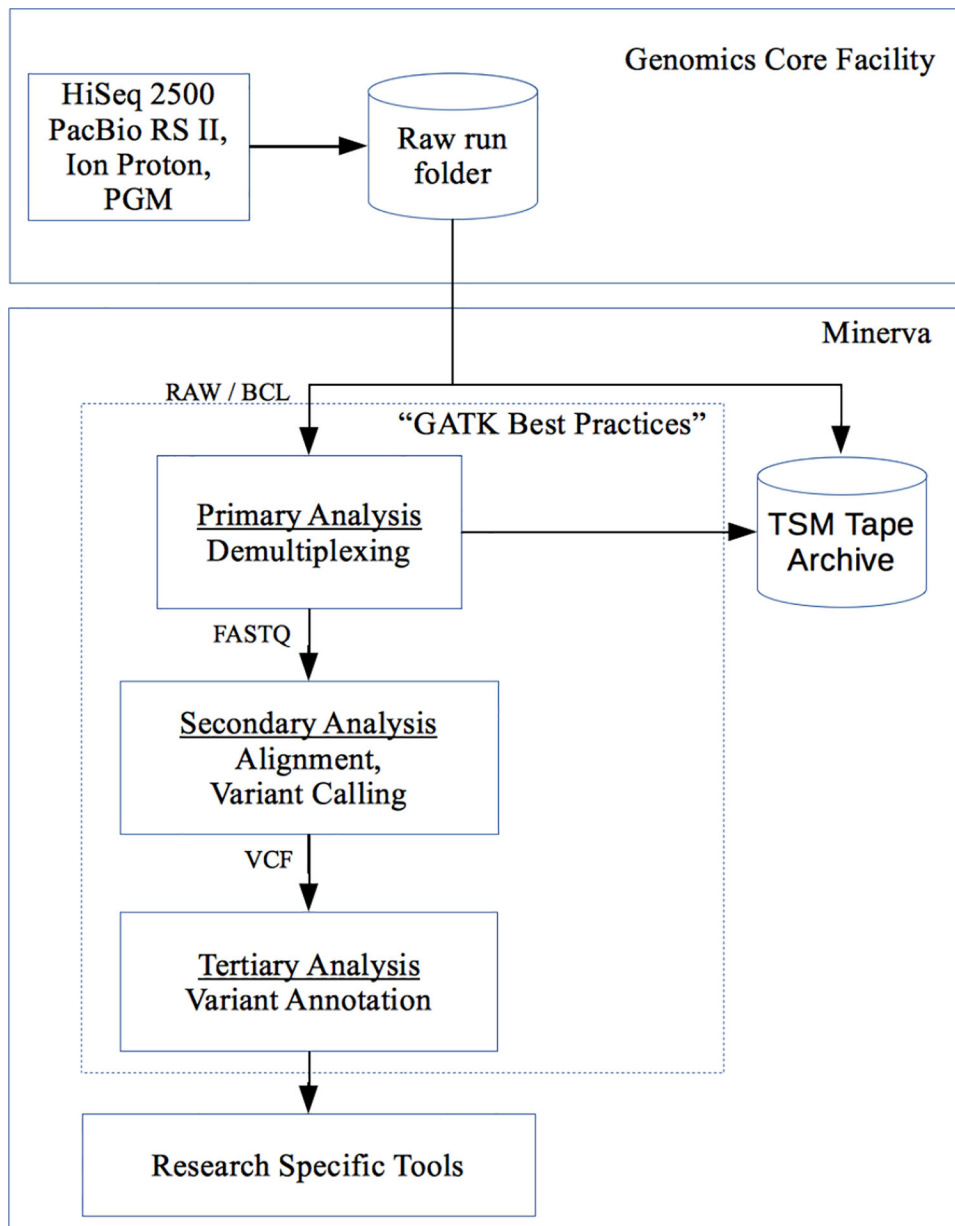 Genomics Core Facility
HiSeq 2500
PacBio RS II,
Ion Proton,
PGM
Raw run
folder
Minerva
RAW / BCL
“GATK Best Practices”
Primary Analysis
Demultiplexing
TSM Tape
Archive
FASTQ
Secondary Analysis
Alignment,
Variant Calling
VCF
Tertiary Analysis
Variant Annotation
Research Specific Tools